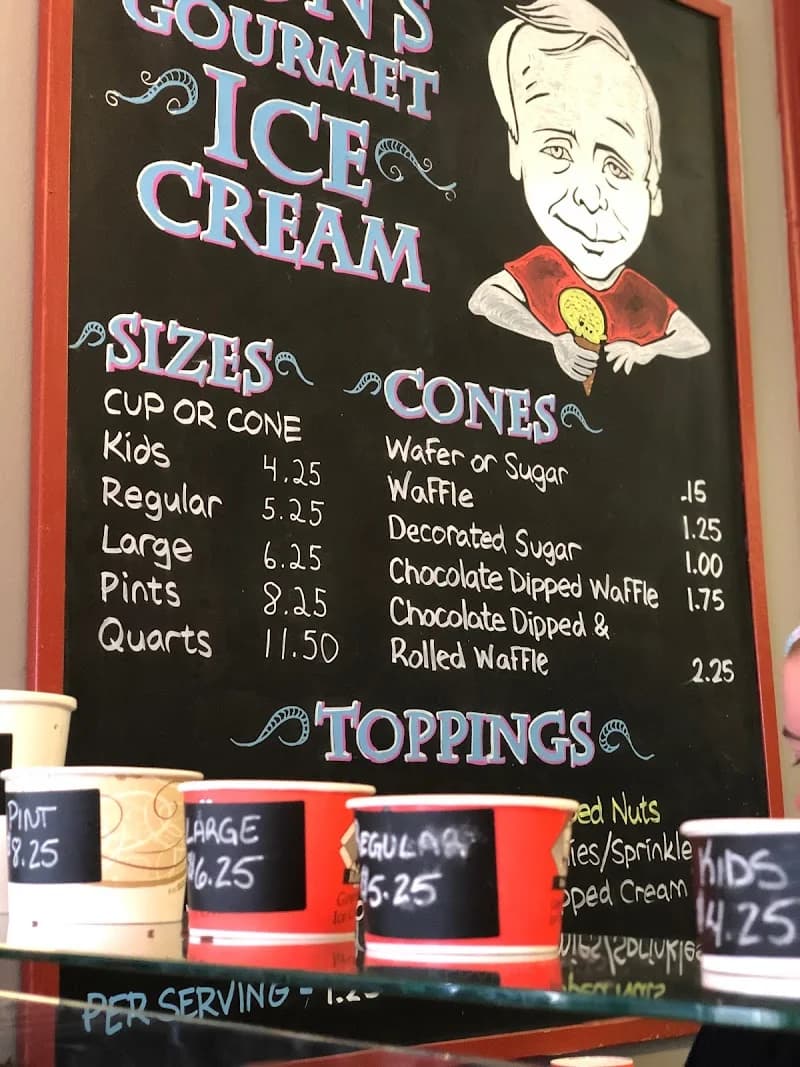 GOURMET
ICE
CREAM
SIZES
CUP OR CONE
Kids 4.25
Regular 5.25
Large 6.25
Pints 8.25
Quarts 11.50
CONES
Wafer or Sugar .15
Waffle 1.25
Decorated Sugar 1.00
Chocolate Dipped Waffle 1.75
Chocolate Dipped &
Rolled Waffle 2.25
TOPPINGS
Nuts
Cream
PINT
8.25
LARGE
$6.25
REGULAR
$5.25
KIDS
$4.25
PER SERVING -